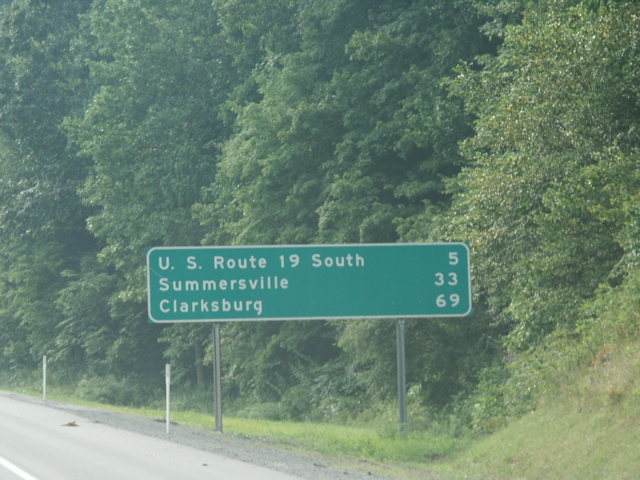 U. S. Route 19 South 5
Summersville 33
Clarksburg 69